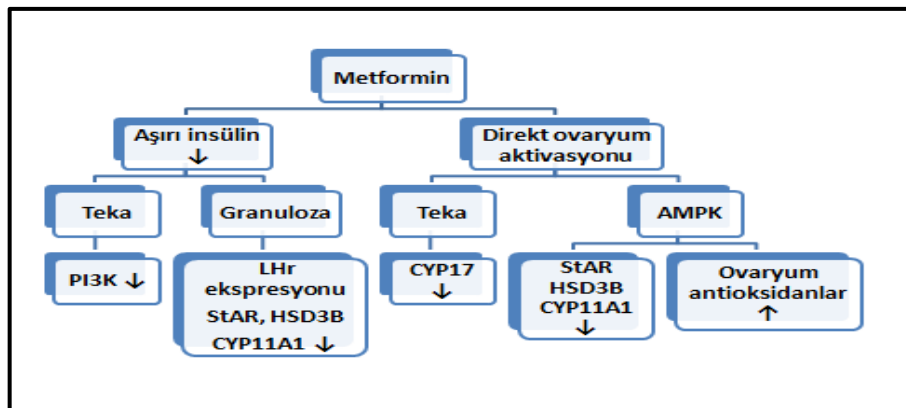 Metformin
Aşırı insülin
↓
Direkt ovaryum
aktivasyonu
Teka
Granuloza
Teka
AMPK
PI3K ↓
LHr
ekspresyonu
StAR, HSD3B
CYP11A1 ↓
CYP17
↓
StAR
HSD3B
CYP11A1
↓
Ovaryum
antioksidanlar
↑